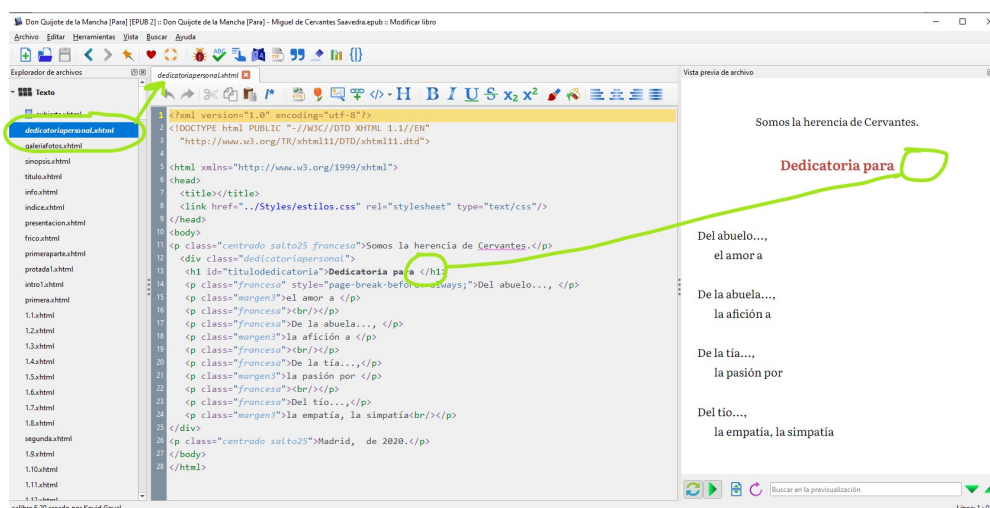 Don Quijote de la Mancha [Para] [EPUB 2] :: Don Quijote de la Mancha [Para] - Miguel de Cervantes Saavedra.epub :: Modificar libro
Archivo Editar Herramientas Vista Buscar Ayuda
Explorador de archivos
Texto
dedicatoriapersonal.xhtml
galeriafotos.xhtml
sinopsis.xhtml
titulo.xhtml
info.xhtml
indice.xhtml
presentacion.xhtml
frico.xhtml
primeraparte.xhtml
protada1.xhtml
intro1.xhtml
primera.xhtml
1.1.xhtml
1.2.xhtml
1.3.xhtml
1.4.xhtml
1.5.xhtml
1.6.xhtml
1.7.xhtml
1.8.xhtml
segunda.xhtml
1.9.xhtml
1.10.xhtml
1.11.xhtml
1.12.xhtml
dedicatoriapersonal.xhtml
H B I U S x₂ x²
1 <?xml version="1.0" encoding="utf-8"?>
2 <!DOCTYPE html PUBLIC "-//W3C//DTD XHTML 1.1//EN"
3 "http://www.w3.org/TR/xhtml11/DTD/xhtml11.dtd">
4
5 <html xmlns="http://www.w3.org/1999/xhtml">
6 <head>
7 <title></title>
8 <link href="../Styles/estilos.css" rel="stylesheet" type="text/css"/>
9 </head>
10 <body>
11 <p class="centrado salto25 francesa">Somos la herencia de Cervantes.</p>
12 <div class="dedicatoriapersonal">
13 <h1 id="titulodedicatoria">Dedicatoria para </h1>
14 <p class="francesa" style="page-break-before: always;">Del abuelo..., </p>
15 <p class="margen3">el amor a </p>
16 <p class="francesa"><br/></p>
17 <p class="francesa">De la abuela..., </p>
18 <p class="margen3">la afición a </p>
19 <p class="francesa"><br/></p>
20 <p class="francesa">De la tía...,</p>
21 <p class="margen3">la pasión por </p>
22 <p class="francesa"><br/></p>
23 <p class="francesa">Del tío...,</p>
24 <p class="margen3">la empatía, la simpatía<br/></p>
25 </div>
26 <p class="centrado salto25">Madrid, de 2020.</p>
27 </body>
28 </html>
Vista previa de archivo
Somos la herencia de Cervantes.
Dedicatoria para
Del abuelo...,
el amor a
De la abuela...,
la afición a
De la tía...,
la pasión por
Del tío...,
la empatía, la simpatía
Buscar en la previsualización